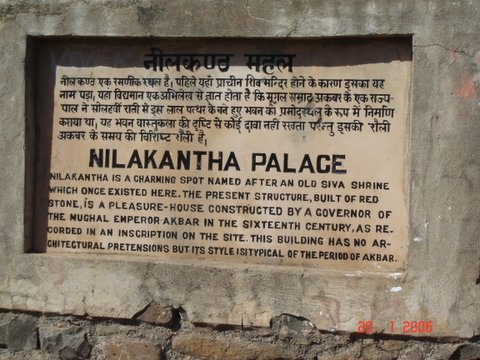 नीलकण्ठ महल
नील कण्ठ एक रमणीक स्थल है। पहिले यहाँ प्राचीन शिव मन्दिर होने के कारण इसका यह
नाम पड़ा, यहां विद्यमान एक अभिलेख से ज्ञात होता है कि मुगल सम्राट अकबर के एक राज्य-
पाल ने सोलहवीं शती में इस लाल पत्थर के बने हुए भवन को प्रमोदस्थल के रूप में निर्माण
कराया था, यह भवन वास्तुकला की दृष्टि से कोई दावा नही रखता परन्तु इसकी शैली
अकबर के समय की विशिष्ट शैली है।
NILAKANTHA PALACE
NILAKANTHA IS A CHARMING SPOT NAMED AFTER AN OLD SIVA SHRINE
WHICH ONCE EXISTED HERE. THE PRESENT STRUCTURE, BUILT OF RED
STONE, IS A PLEASURE-HOUSE CONSTRUCTED BY A GOVERNOR OF
THE MUGHAL EMPEROR AKBAR IN THE SIXTEENTH CENTURY, AS RE-
CORDED IN AN INSCRIPTION ON THE SITE. THIS BUILDING HAS NO AR-
CHITECTURAL PRETENSIONS BUT ITS STYLE IS TYPICAL OF THE PERIOD OF AKBAR.
1 2006